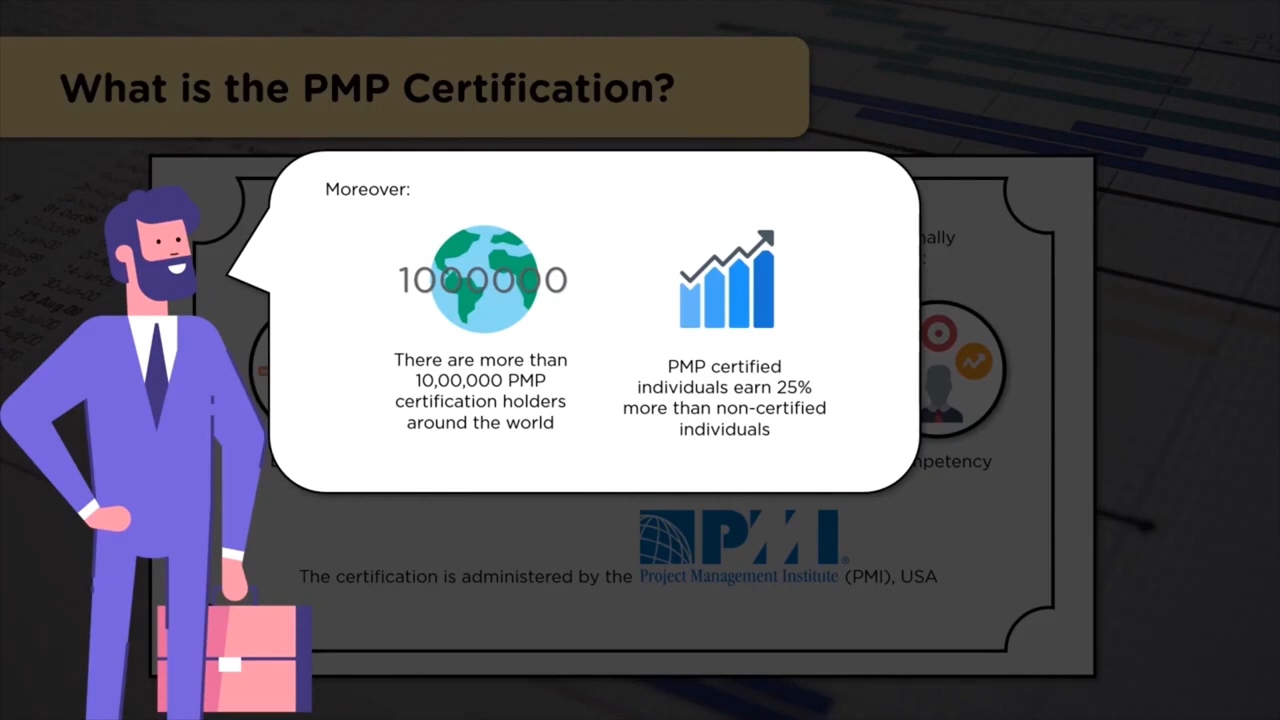 What is the PMP Certification?
Moreover:
1000000
There are more than
10,00,000 PMP
certification holders
around the world
PMP certified
individuals earn 25%
more than non-certified
individuals
PMI
The certification is administered by the Project Management Institute (PMI), USA